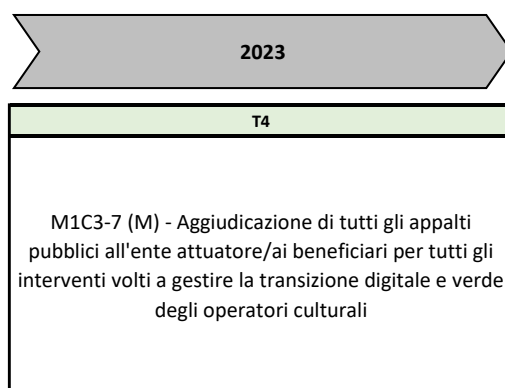 2023
T4
M1C3-7 (M) - Aggiudicazione di tutti gli appalti
pubblici all'ente attuatore/ai beneficiari per tutti gli
interventi volti a gestire la transizione digitale e verde
degli operatori culturali